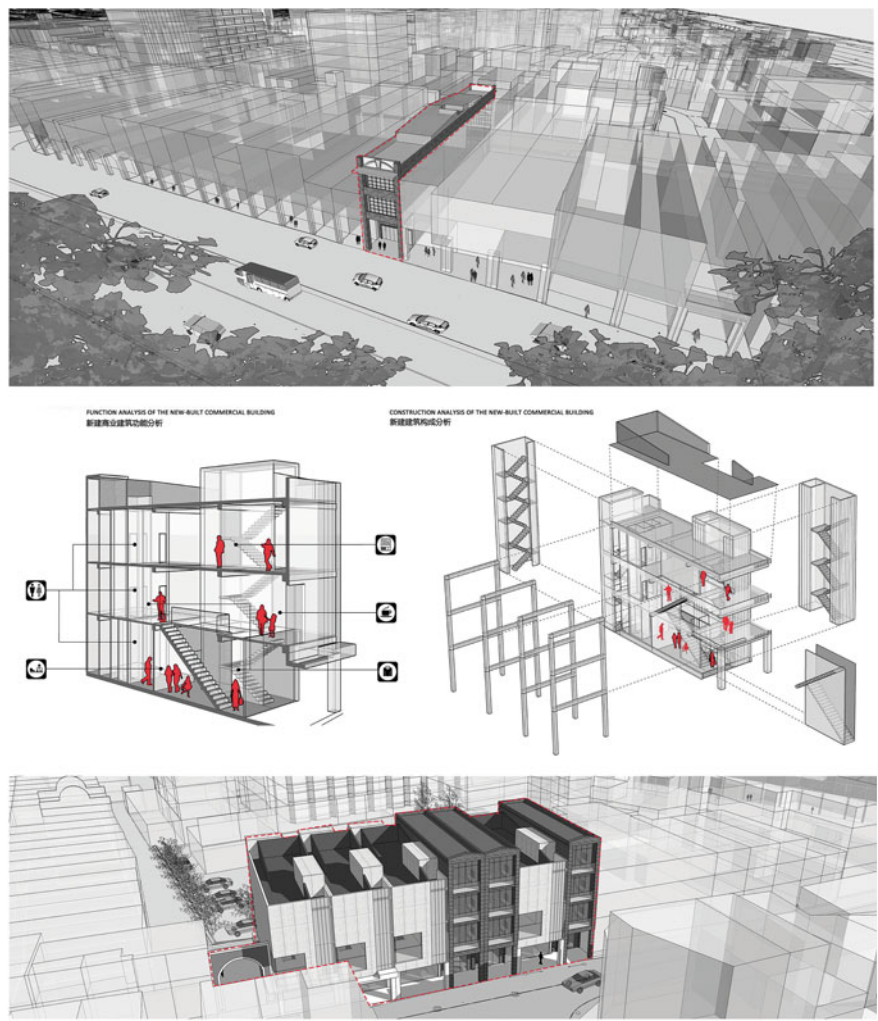 FUNCTION ANALYSIS OF THE NEW-BUILT COMMERCIAL BUILDING
新建商业建筑功能分析
CONSTRUCTION ANALYSIS OF THE NEW-BUILT COMMERCIAL BUILDING
新建建筑构成分析